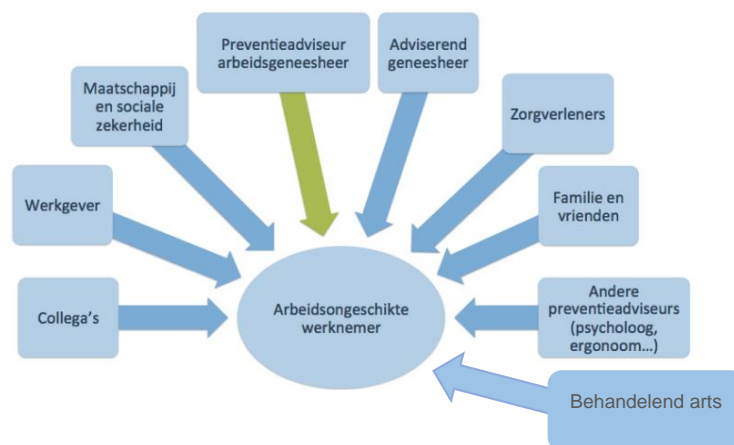 Preventieadviseur
arbeidsgeneesheer
Adviserend
geneesheer
Maatschappij
en sociale
zekerheid
Zorgverleners
Werkgever
Familie en
vrienden
Collega's
Arbeidsongeschikte
werknemer
Andere
preventieadviseurs
(psycholoog,
ergonoom...)
Behandelend arts